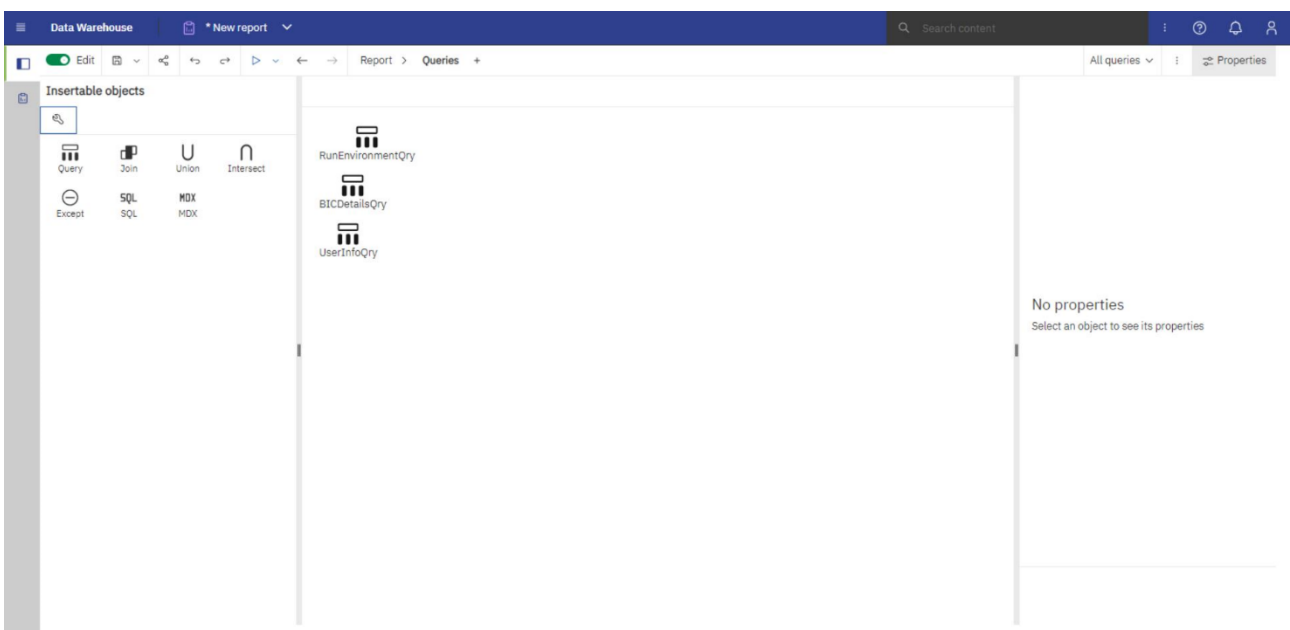 Data Warehouse
* New report
Search content
Edit
Report > Queries +
All queries
Properties
Insertable objects
Query
Join
Union
Intersect
Except
SQL
SQL
MDX
MDX
RunEnvironmentQry
BICDetailsQry
UserInfoQry
No properties
Select an object to see its properties